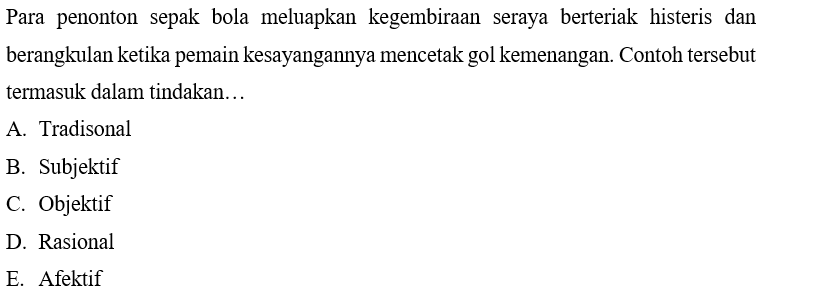 Para penonton sepak bola meluapkan kegembiraan seraya berteriak histeris dan
berangkulan ketika pemain kesayangannya mencetak gol kemenangan. Contoh tersebut
termasuk dalam tindakan…
A. Tradisonal
B. Subjektif
C. Objektif
D. Rasional
E. Afektif